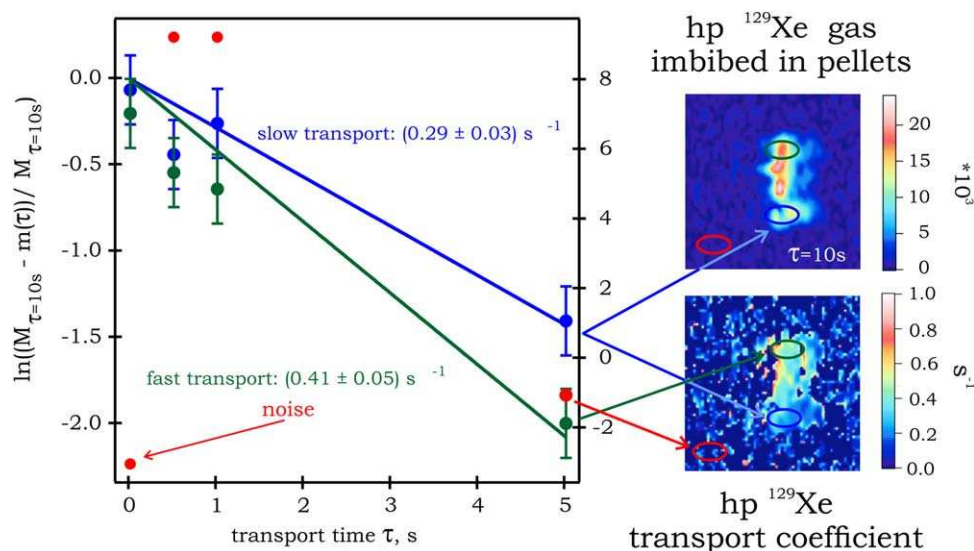 hp ¹²⁹Xe gas
imbibed in pellets
ln((M τ=10s - m(τ))/ M τ=10s)
0.0
-0.5
-1.0
-1.5
-2.0
8
6
4
2
0
-2
slow transport: (0.29 ± 0.03) s ⁻¹
fast transport: (0.41 ± 0.05) s ⁻¹
noise
0
1
2
3
4
5
transport time τ, s
τ=10s
20
15
10
5
0
*10³
1.0
0.8
0.6
0.4
0.2
0.0
s⁻¹
hp ¹²⁹Xe
transport coefficient